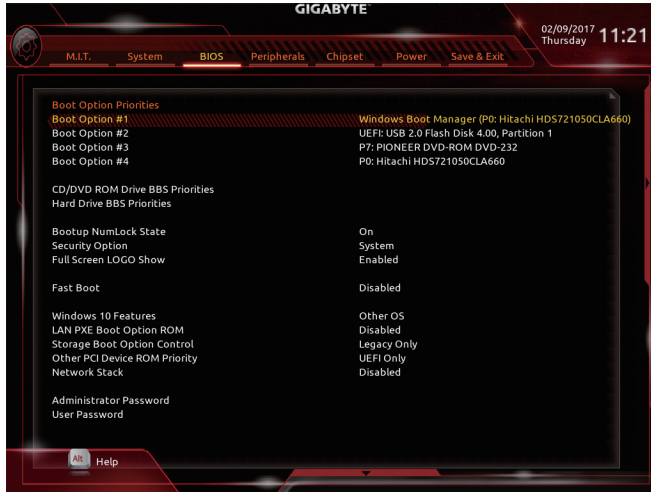 GIGABYTE™
02/09/2017 Thursday 11:21
M.I.T. System BIOS Peripherals Chipset Power Save & Exit
Boot Option Priorities
Boot Option #1 Windows Boot Manager (P0: Hitachi HDS721050CLA660)
Boot Option #2 UEFI: USB 2.0 Flash Disk 4.00, Partition 1
Boot Option #3 P7: PIONEER DVD-ROM DVD-232
Boot Option #4 P0: Hitachi HDS721050CLA660
CD/DVD ROM Drive BBS Priorities
Hard Drive BBS Priorities
Bootup NumLock State On
Security Option System
Full Screen LOGO Show Enabled
Fast Boot Disabled
Windows 10 Features Other OS
LAN PXE Boot Option ROM Disabled
Storage Boot Option Control Legacy Only
Other PCI Device ROM Priority UEFI Only
Network Stack Disabled
Administrator Password
User Password
Alt Help